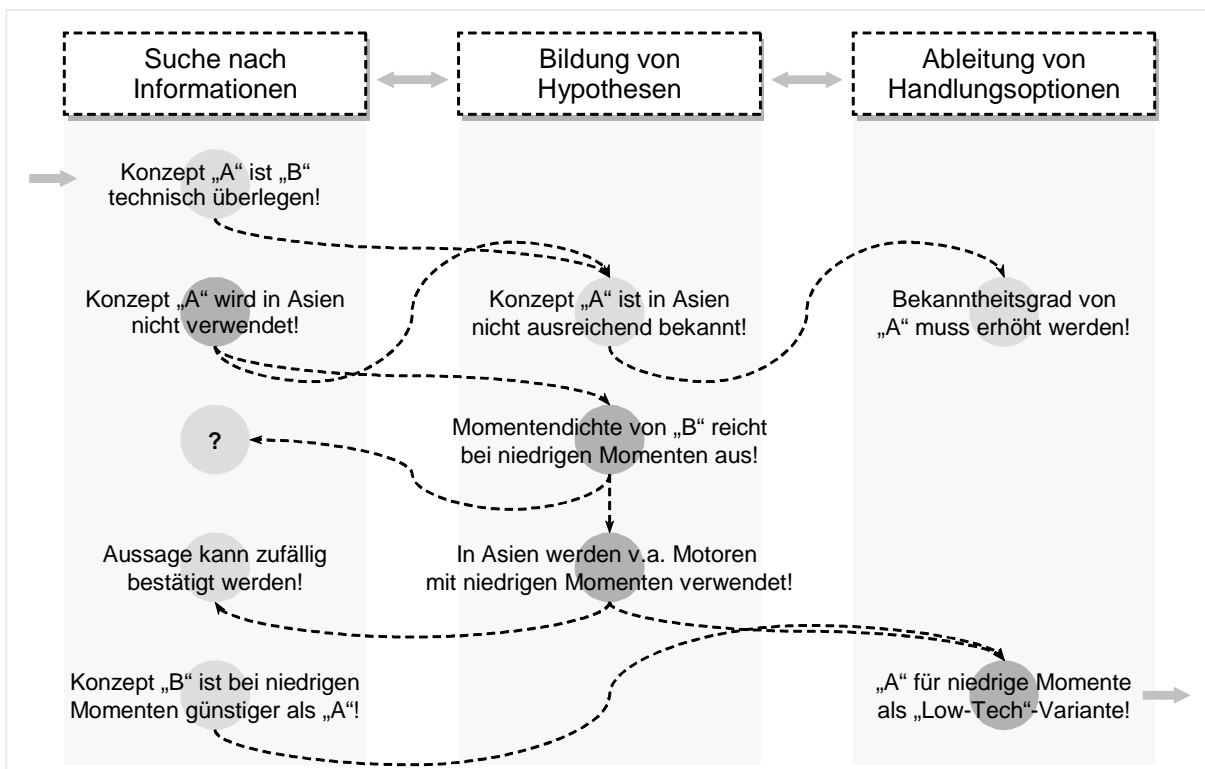 Suche nach
Informationen
Bildung von
Hypothesen
Ableitung von
Handlungsoptionen
Konzept „A“ ist „B“
technisch überlegen!
Konzept „A“ wird in Asien
nicht verwendet!
Konzept „A“ ist in Asien
nicht ausreichend bekannt!
Bekanntheitsgrad von
„A“ muss erhöht werden!
?
Momentendichte von „B“ reicht
bei niedrigen Momenten aus!
Aussage kann zufällig
bestätigt werden!
In Asien werden v.a. Motoren
mit niedrigen Momenten verwendet!
Konzept „B“ ist bei niedrigen
Momenten günstiger als „A“!
„A“ für niedrige Momente
als „Low-Tech“-Variante!